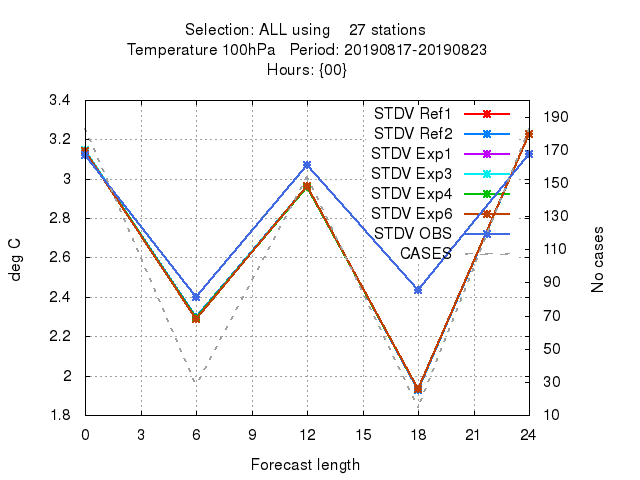 Selection: ALL using    27 stations
Temperature 100hPa   Period: 20190817-20190823
Hours: {00}
3.4
3.2
3
2.8
2.6
2.4
2.2
2
1.8
deg C
STDV Ref1
STDV Ref2
STDV Exp1
STDV Exp3
STDV Exp4
STDV Exp6
STDV OBS
CASES
190
170
150
130
110
90
70
50
30
10
No cases
0 3 6 9 12 15 18 21 24
Forecast length